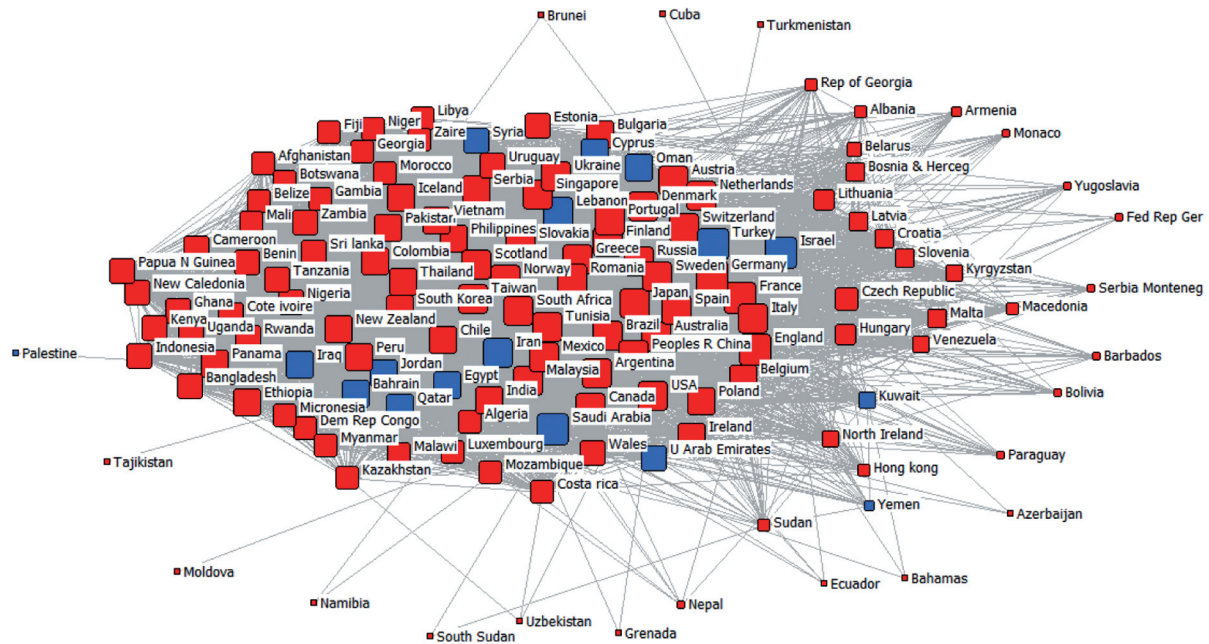 Brunei
Cuba
Turkmenistan
Rep of Georgia
Albania
Armenia
Monaco
Libya
Estonia
Bulgaria
Fiji
Niger
Zaire
Syria
Cyprus
Belarus
Georgia
Uruguay
Ukraine
Oman
Bosnia & Herceg
Afghanistan
Morocco
Serbia
Singapore
Austria
Botswana
Iceland
Netherlands
Yugoslavia
Belize
Gambia
Lebanon
Denmark
Lithuania
Mali
Zambia
Pakistan
Vietnam
Portugal
Switzerland
Latvia
Fed Rep Ger
Cameroon
Philippines
Slovakia
Finland
Turkey
Israel
Croatia
Benin
Sri lanka
Colombia
Scotland
Greece
Russia
Slovenia
Papua N Guinea
Tanzania
Thailand
Norway
Romania
Sweden
Germany
Kyrgyzstan
New Caledonia
Taiwan
France
Czech Republic
Serbia Monteneg
Ghana
Cote ivoire
Nigeria
South Korea
South Africa
Japan
Spain
Italy
Malta
Macedonia
Kenya
Uganda
Rwanda
New Zealand
Chile
Tunisia
Brazil
Australia
England
Hungary
Venezuela
Indonesia
Panama
Iraq
Peru
Iran
Mexico
Peoples R China
Barbados
Palestine
Jordan
Malaysia
Argentina
Belgium
Bangladesh
Bahrain
Egypt
India
USA
Poland
Kuwait
Bolivia
Ethiopia
Qatar
Canada
Micronesia
Algeria
Saudi Arabia
Dem Rep Congo
Ireland
North Ireland
Myanmar
Malawi
Luxembourg
Wales
U Arab Emirates
Paraguay
Tajikistan
Kazakhstan
Mozambique
Hong kong
Costa rica
Yemen
Azerbaijan
Sudan
Moldova
Ecuador
Bahamas
Namibia
Nepal
Uzbekistan
South Sudan
Grenada